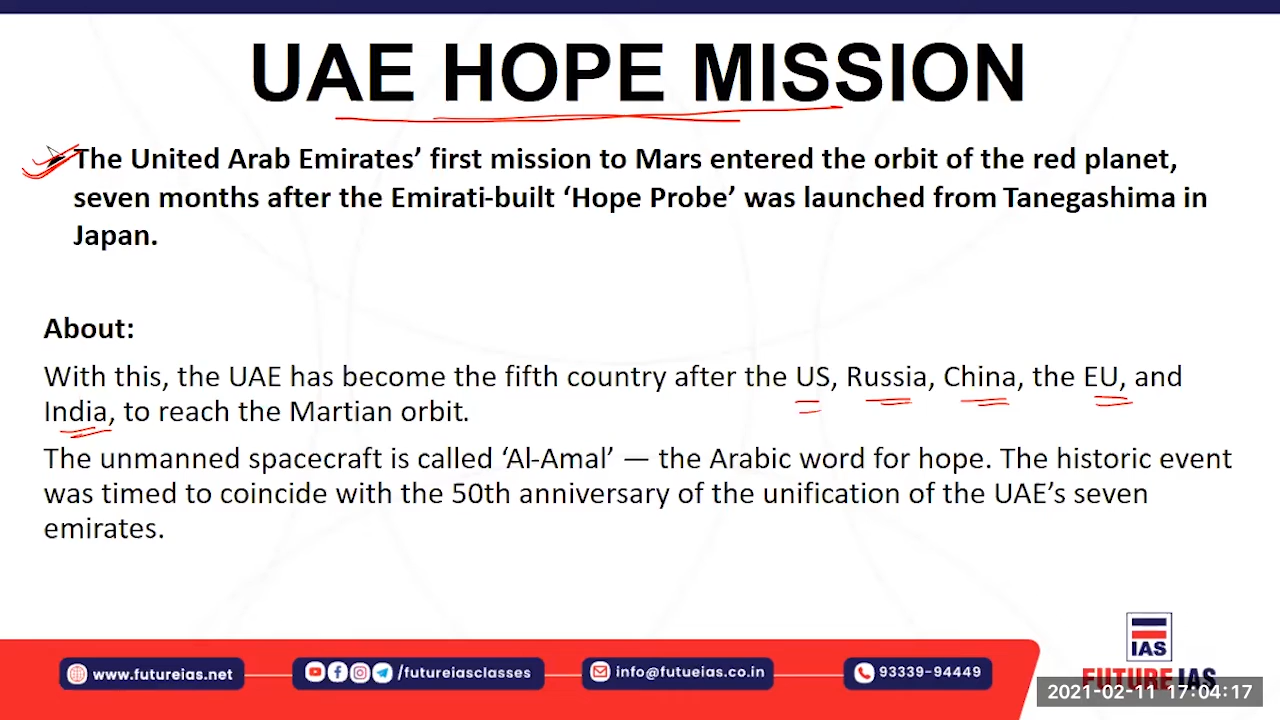 UAE HOPE MISSION
The United Arab Emirates’ first mission to Mars entered the orbit of the red planet,
seven months after the Emirati-built ‘Hope Probe’ was launched from Tanegashima in
Japan.
About:
With this, the UAE has become the fifth country after the US, Russia, China, the EU, and
India, to reach the Martian orbit.
The unmanned spacecraft is called ‘Al-Amal’ — the Arabic word for hope. The historic event
was timed to coincide with the 50th anniversary of the unification of the UAE’s seven
emirates.
IAS
FUTURE IAS
www.futureias.net
/futureiasclasses
info@futueias.co.in
93339-94449
2021-02-11 17:04:17